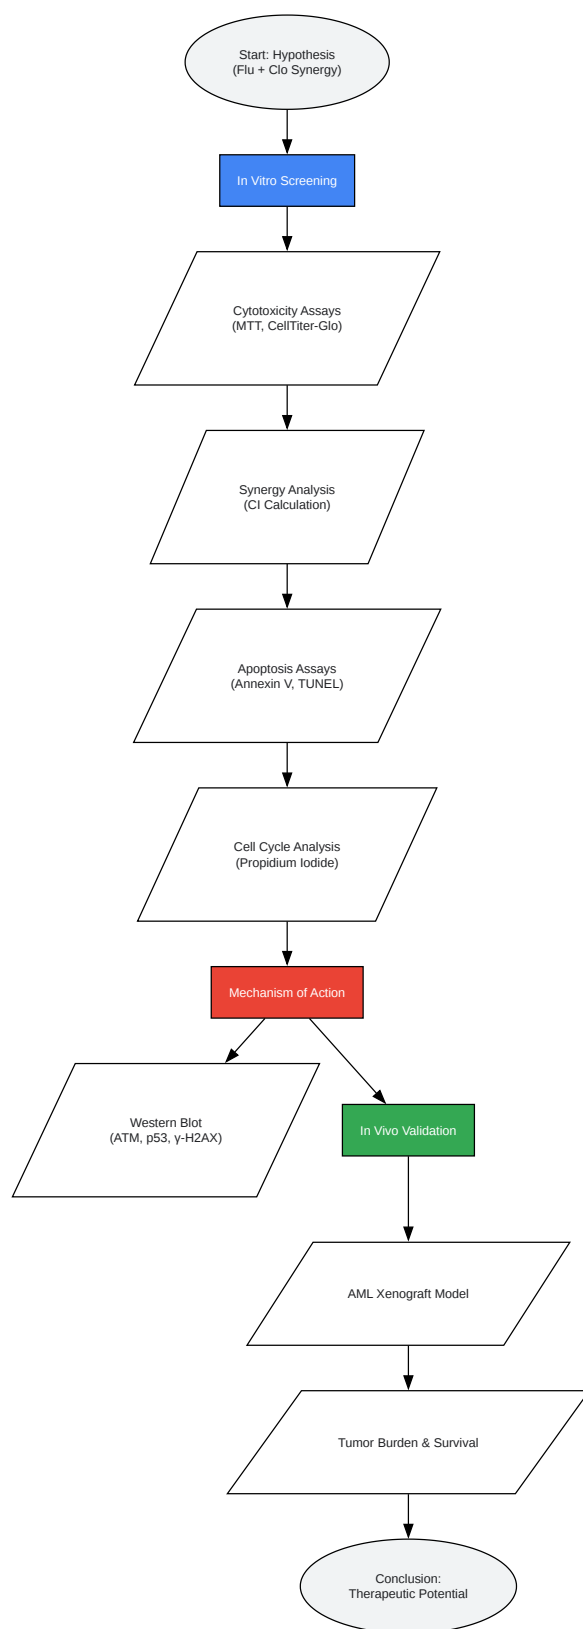 Start: Hypothesis
(Flu + Clo Synergy)
In Vitro Screening
Cytotoxicity Assays
(MTT, CellTiter-Glo)
Synergy Analysis
(CI Calculation)
Apoptosis Assays
(Annexin V, TUNEL)
Cell Cycle Analysis
(Propidium Iodide)
Mechanism of Action
Western Blot
(ATM, p53, γ-H2AX)
In Vivo Validation
AML Xenograft Model
Tumor Burden & Survival
Conclusion:
Therapeutic Potential